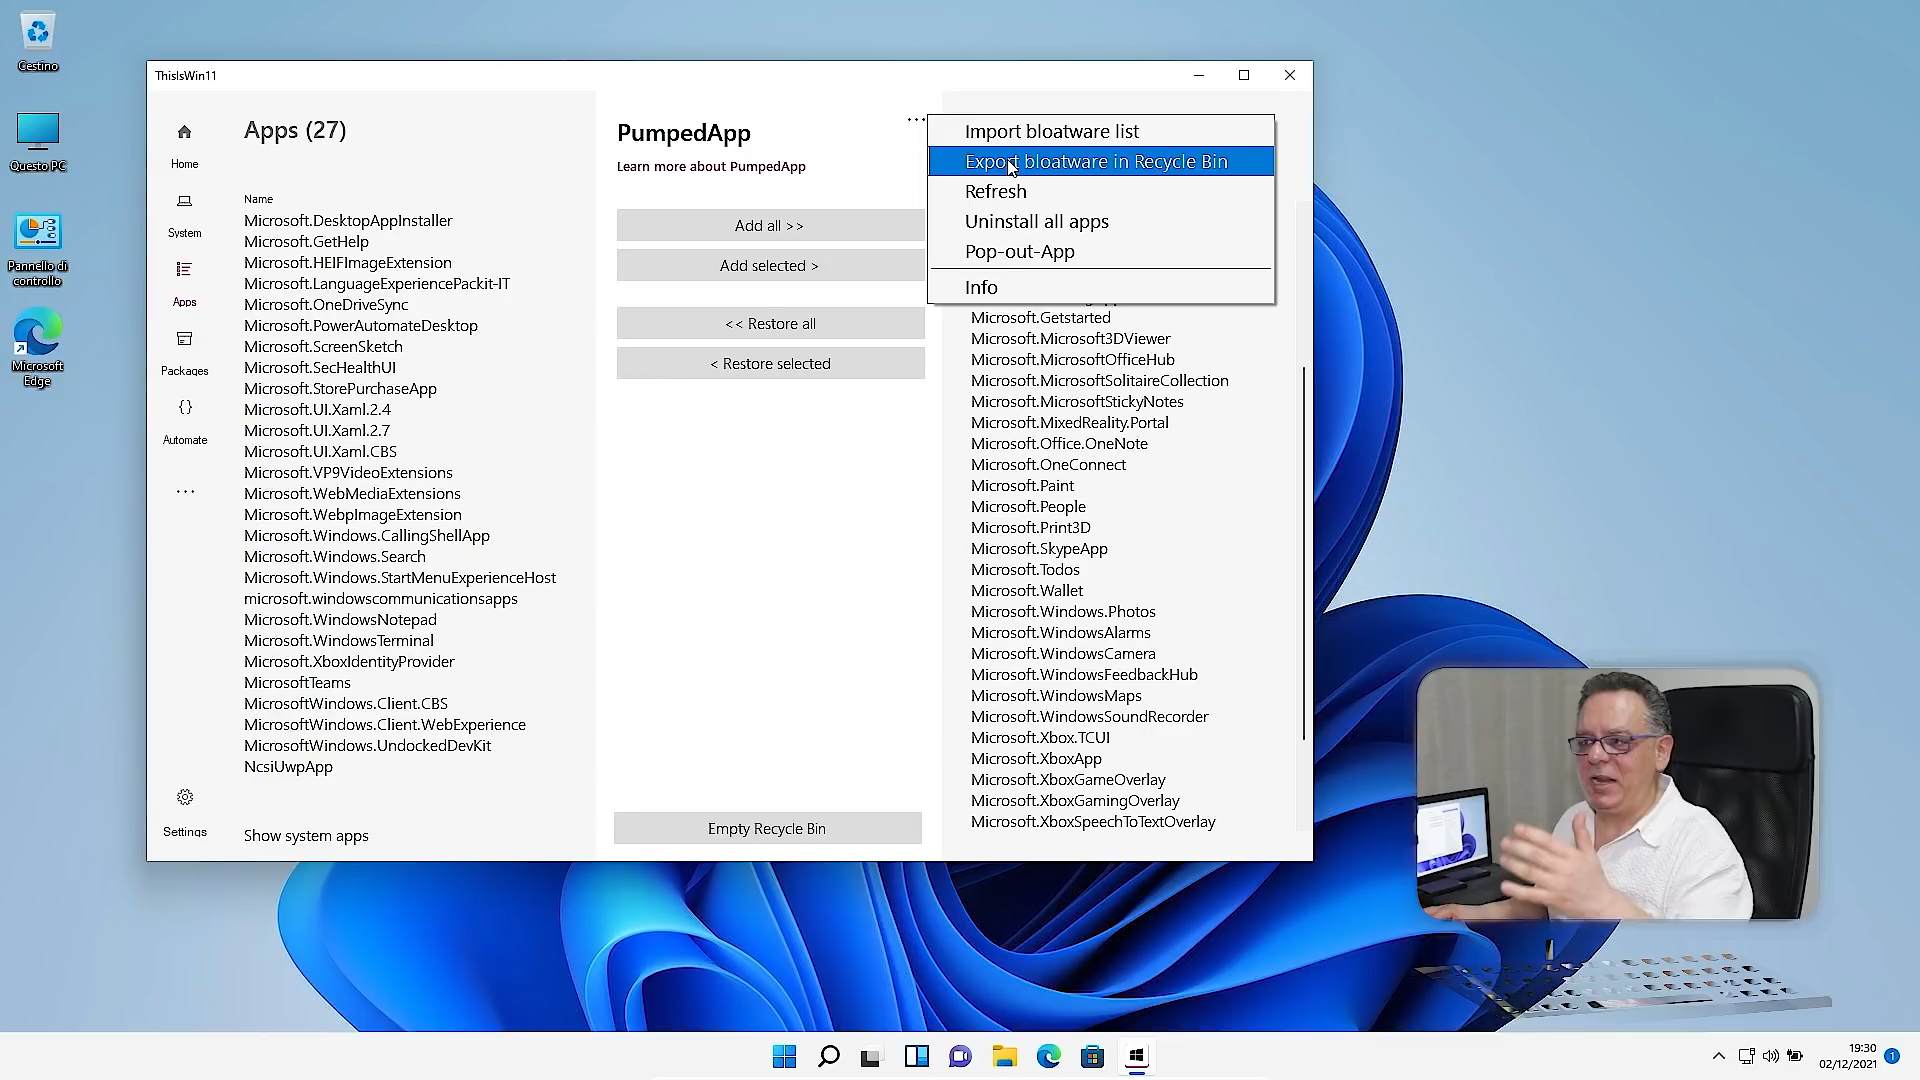 Cestino
Questo PC
Pannello di
controllo
Microsoft
Edge
ThisIsWin11
Home
System
Apps
Packages
{}
Automate
...
Settings
Apps (27)
Name
Microsoft.DesktopAppInstaller
Microsoft.GetHelp
Microsoft.HEIFImageExtension
Microsoft.LanguageExperiencePackit-IT
Microsoft.OneDriveSync
Microsoft.PowerAutomateDesktop
Microsoft.ScreenSketch
Microsoft.SecHealthUI
Microsoft.StorePurchaseApp
Microsoft.UI.Xaml.2.4
Microsoft.UI.Xaml.2.7
Microsoft.UI.Xaml.CBS
Microsoft.VP9VideoExtensions
Microsoft.WebMediaExtensions
Microsoft.WebpImageExtension
Microsoft.Windows.CallingShellApp
Microsoft.Windows.Search
Microsoft.Windows.StartMenuExperienceHost
microsoft.windowscommunicationsapps
Microsoft.WindowsNotepad
Microsoft.WindowsTerminal
Microsoft.XboxIdentityProvider
MicrosoftTeams
MicrosoftWindows.Client.CBS
MicrosoftWindows.Client.WebExperience
MicrosoftWindows.UndockedDevKit
NcsiUwpApp
Show system apps
PumpedApp
...
Learn more about PumpedApp
Add all >>
Add selected >
<< Restore all
< Restore selected
Empty Recycle Bin
Import bloatware list
Export bloatware in Recycle Bin
Refresh
Uninstall all apps
Pop-out-App
Info
Microsoft.Getstarted
Microsoft.Microsoft3DViewer
Microsoft.MicrosoftOfficeHub
Microsoft.MicrosoftSolitaireCollection
Microsoft.MicrosoftStickyNotes
Microsoft.MixedReality.Portal
Microsoft.Office.OneNote
Microsoft.OneConnect
Microsoft.Paint
Microsoft.People
Microsoft.Print3D
Microsoft.SkypeApp
Microsoft.Todos
Microsoft.Wallet
Microsoft.Windows.Photos
Microsoft.WindowsAlarms
Microsoft.WindowsCamera
Microsoft.WindowsFeedbackHub
Microsoft.WindowsMaps
Microsoft.WindowsSoundRecorder
Microsoft.Xbox.TCUI
Microsoft.XboxApp
Microsoft.XboxGameOverlay
Microsoft.XboxGamingOverlay
Microsoft.XboxSpeechToTextOverlay
19:30
02/12/2021
1